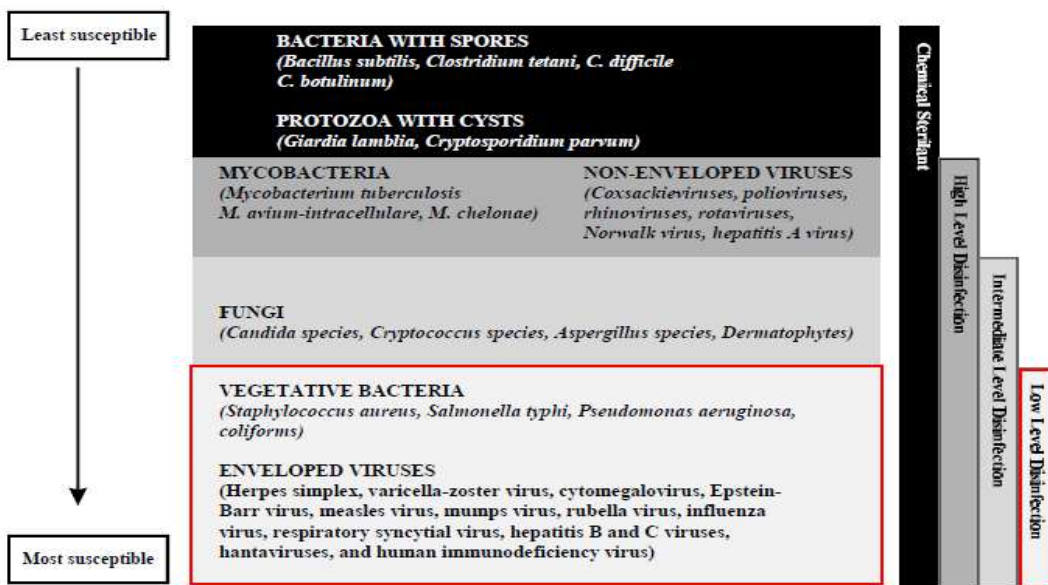 Least susceptible
BACTERIA WITH SPORES
(Bacillus subtilis, Clostridium tetani, C. difficile
C. botulinum)
PROTOZOA WITH CYSTS
(Giardia lamblia, Cryptosporidium parvum)
MYCOBACTERIA
(Mycobacterium tuberculosis
M. avium-intracellulare, M. chelonae)
NON-ENVELOPED VIRUSES
(Coxsackieviruses, polioviruses,
rhinoviruses, rotaviruses,
Norwalk virus, hepatitis A virus)
FUNGI
(Candida species, Cryptococcus species, Aspergillus species, Dermatophytes)
VEGETATIVE BACTERIA
(Staphylococcus aureus, Salmonella typhi, Pseudomonas aeruginosa,
coliforms)
ENVELOPED VIRUSES
(Herpes simplex, varicella-zoster virus, cytomegalovirus, Epstein-
Barr virus, measles virus, mumps virus, rubella virus, influenza
virus, respiratory syncytial virus, hepatitis B and C viruses,
hantaviruses, and human immunodeficiency virus)
Most susceptible
Chemical Sterilant
High Level Disinfection
Intermediate Level Disinfection
Low Level Disinfection